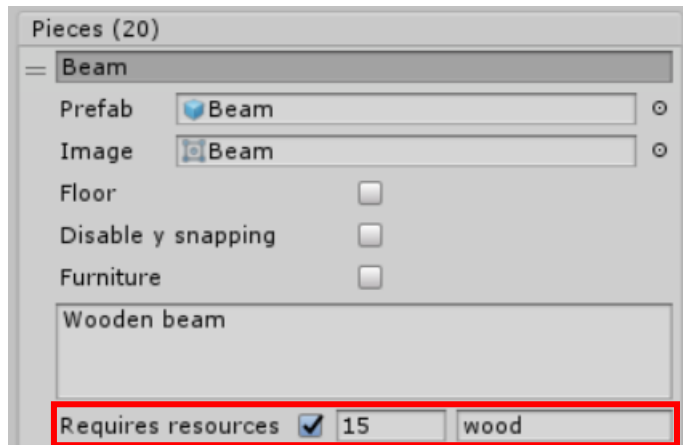 Pieces (20)
Beam
Prefab Beam
Image Beam
Floor
Disable y snapping
Furniture
Wooden beam
Requires resources 15 wood